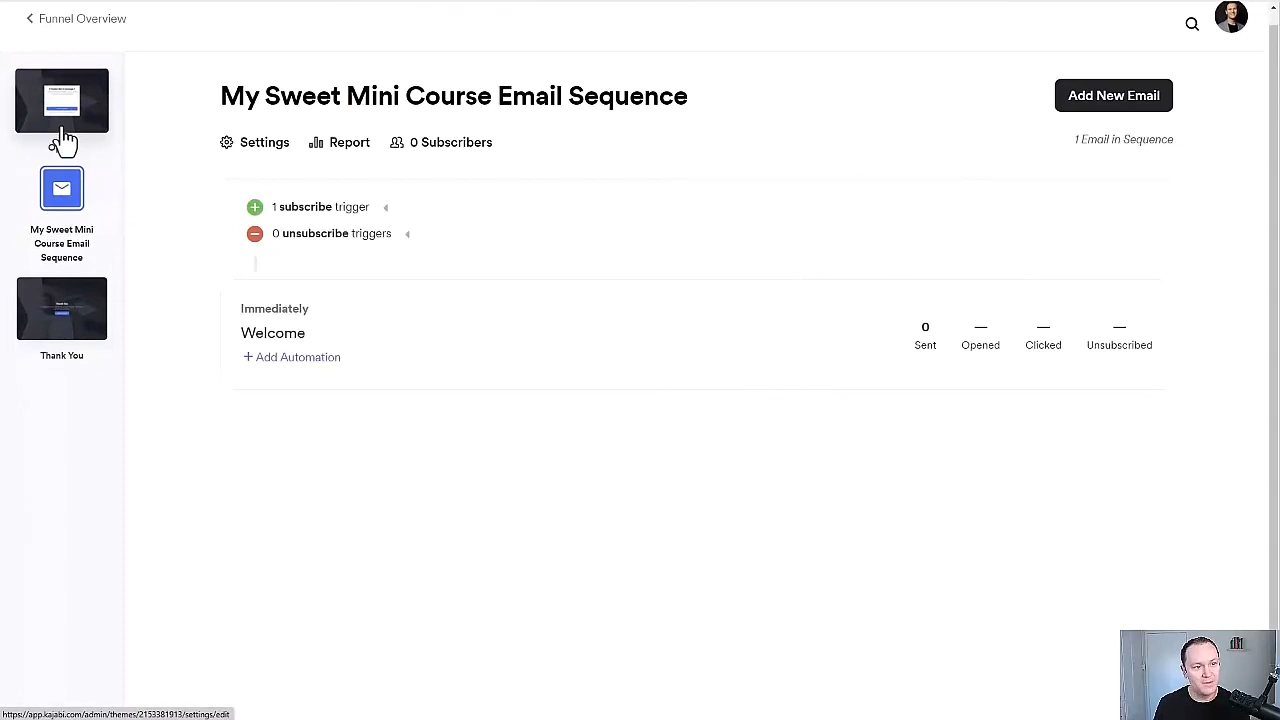 Funnel Overview
My Sweet Mini Course Email Sequence
Add New Email
Settings
Report
0 Subscribers
1 Email in Sequence
1 subscribe trigger
0 unsubscribe triggers
My Sweet Mini
Course Email
Sequence
Immediately
Welcome
+ Add Automation
0
Sent
—
Opened
—
Clicked
—
Unsubscribed
Thank You
https://app.kajabi.com/admin/themes/2153381913/settings/edit